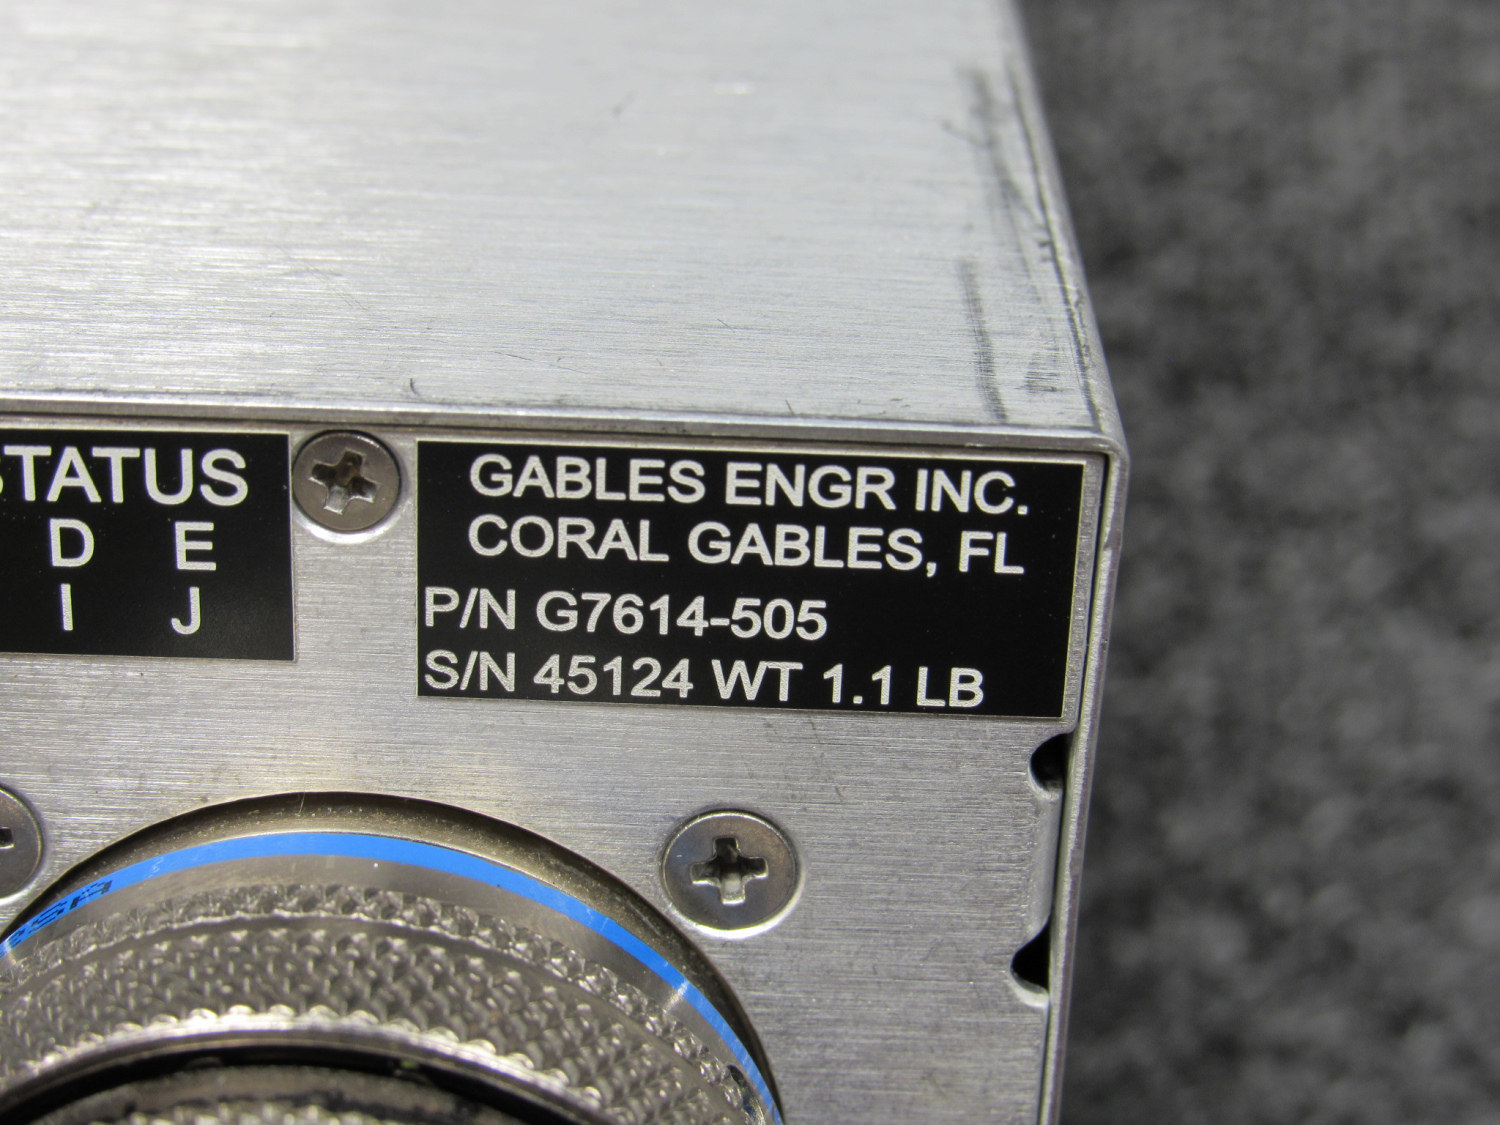 STATUS
D E
I J
GABLES ENGR INC.
CORAL GABLES, FL
P/N G7614-505
S/N 45124 WT 1.1 LB